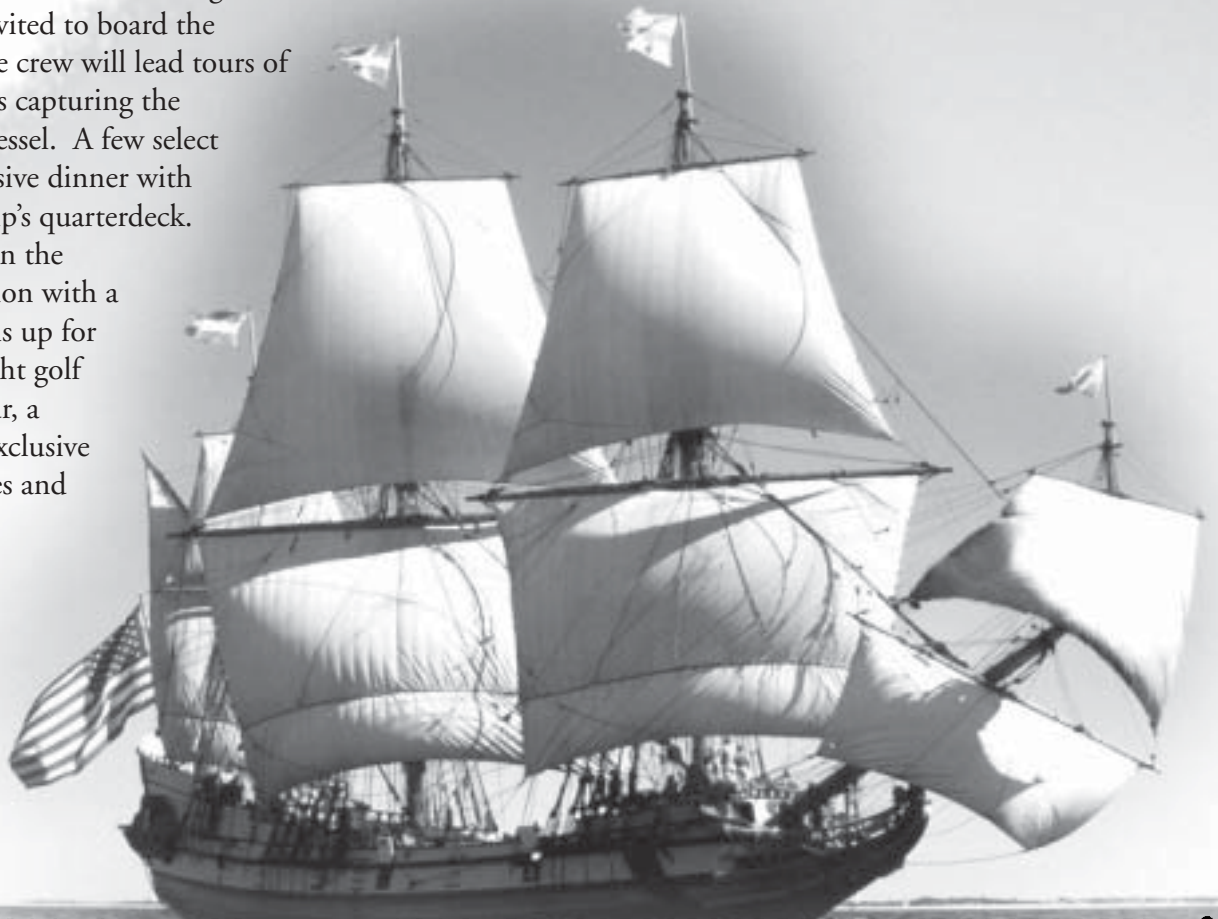 vited to board the
e crew will lead tours of
s capturing the
essel. A few select
sive dinner with
p's quarterdeck.
n the
on with a
s up for
ht golf
r, a
xclusive
es and